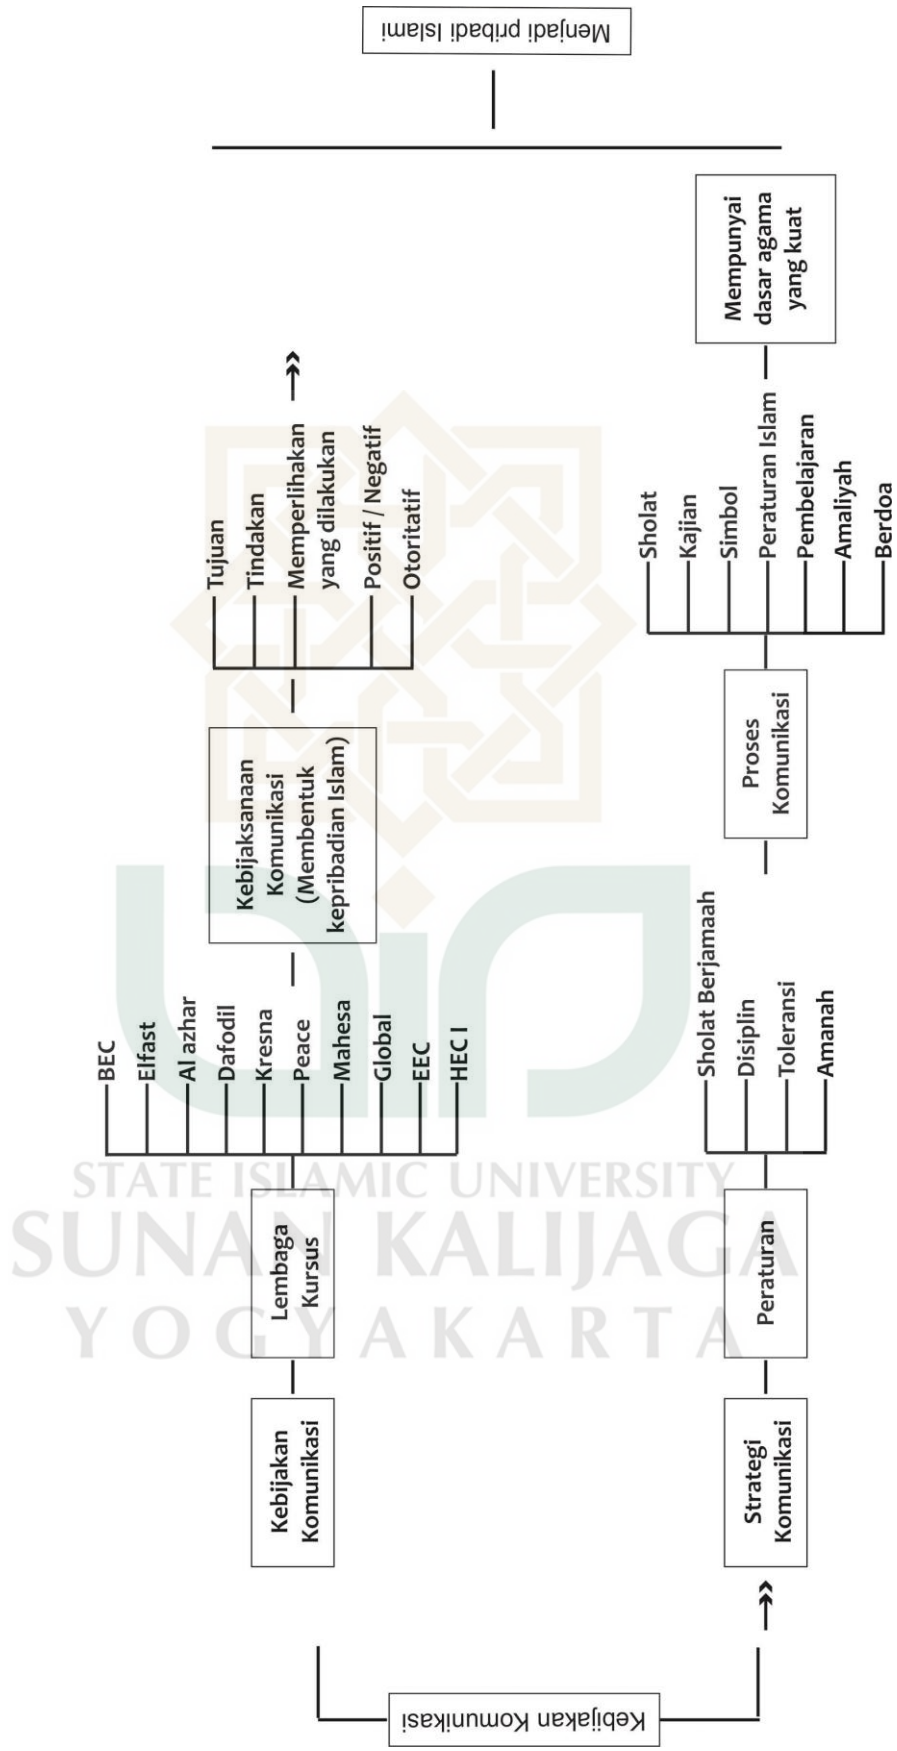 Kebijakan Komunikasi
Kebijakan
Komunikasi
Lembaga
Kursus
BEC
Elfast
Al azhar
Dafodil
Kresna
Peace
Mahesa
Global
EEC
HEC I
Kebijaksanaan
Komunikasi
(Membentuk
kepribadian Islam)
Tujuan
Tindakan
Memperlihakan
yang dilakukan
Positif / Negatif
Otoritatif
Strategi
Komunikasi
Peraturan
Sholat Berjamaah
Disiplin
Toleransi
Amanah
Proses
Komunikasi
Sholat
Kajian
Simbol
Peraturan Islam
Pembelajaran
Amaliyah
Berdoa
Mempunyai
dasar agama
yang kuat
Menjadi pribadi Islami
STATE ISLAMIC UNIVERSITY
SUNAN KALIJAGA
YOGYAKARTA